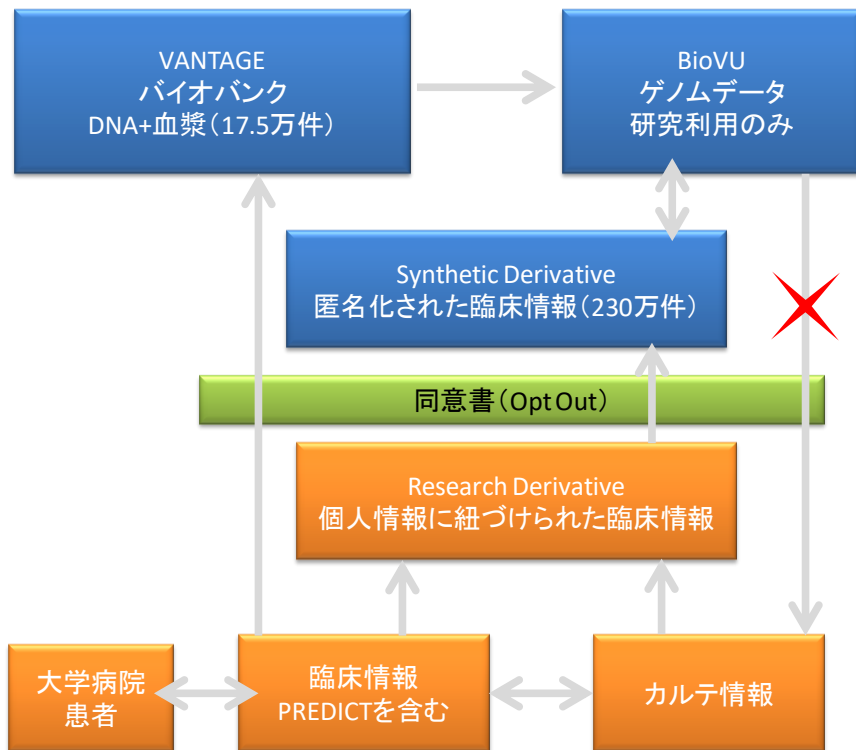 VANTAGE
バイオバンク
DNA+血漿（17.5万件）
BioVU
ゲノムデータ
研究利用のみ
Synthetic Derivative
匿名化された臨床情報（230万件）
同意書（Opt Out）
Research Derivative
個人情報に紐づけられた臨床情報
大学病院
患者
臨床情報
PREDICTを含む
カルテ情報